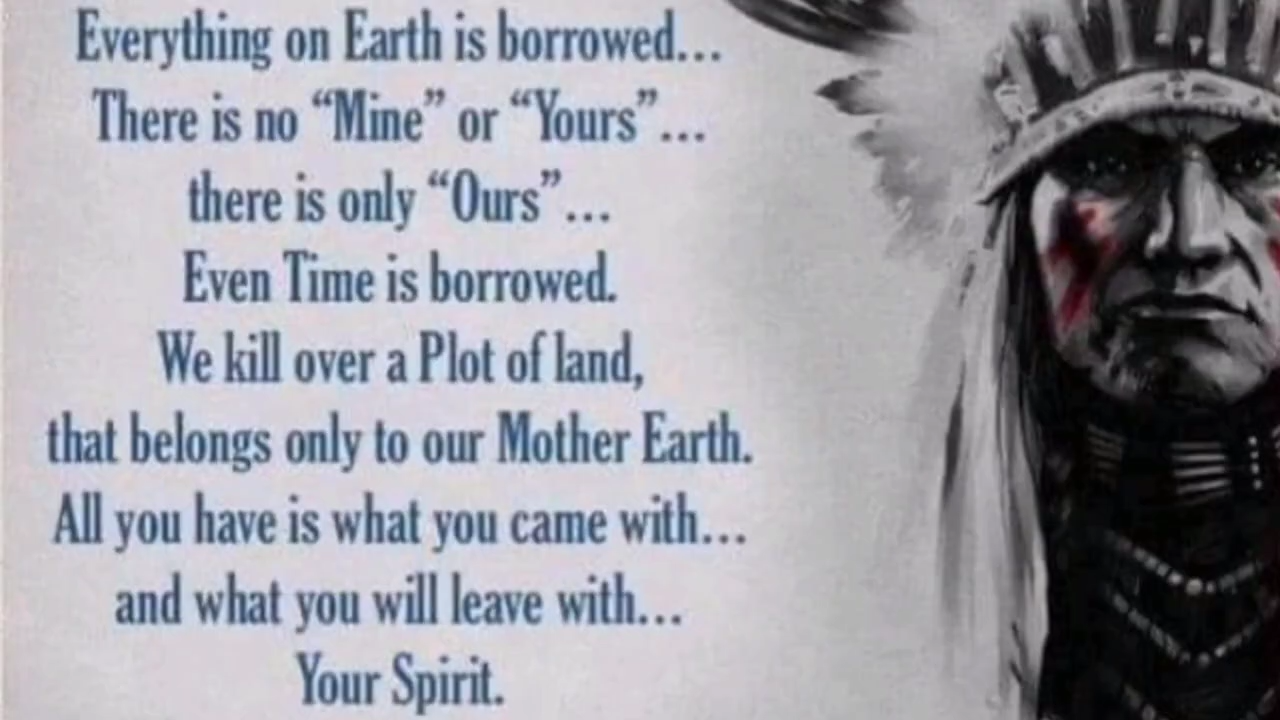 Everything on Earth is borrowed...
There is no “Mine” or “Yours”...
there is only “Ours”...
Even Time is borrowed.
We kill over a Plot of land,
that belongs only to our Mother Earth.
All you have is what you came with...
and what you will leave with...
Your Spirit.